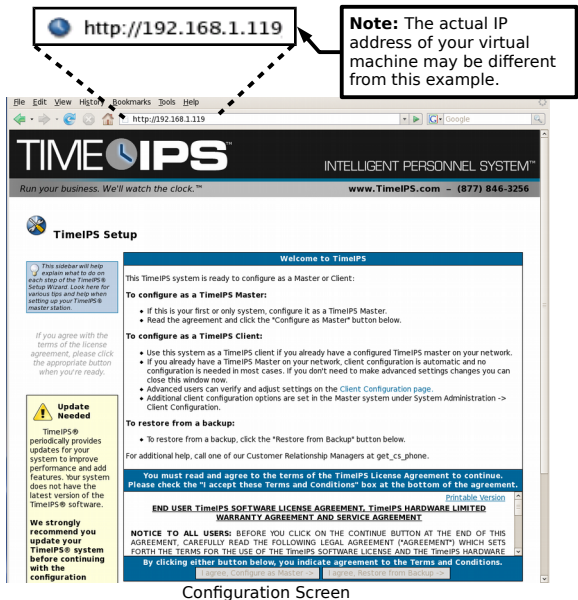 http://192.168.1.119
Note: The actual IP
address of your virtual
machine may be different
from this example.
File Edit View History Bookmarks Tools Help
http://192.168.1.119
G Google
TIME IPS™
INTELLIGENT PERSONNEL SYSTEM™
Run your business. We'll watch the clock.™
www.TimeIPS.com – (877) 846-3256
TimeIPS Setup
This sidebar will help
explain what to do on
each step of the TimeIPS®
Setup Wizard. Look here for
various tips and help when
setting up your TimeIPS®
master station.
If you agree with the
terms of the license
agreement, please click
the appropriate button
when you're ready.
Update
Needed
TimeIPS®
periodically provides
updates for your
system to improve
performance and add
features. Your system
does not have the
latest version of the
TimeIPS® software.
We strongly
recommend you
update your
TimeIPS® system
before continuing
with the
configuration
Welcome to TimeIPS
This TimeIPS system is ready to configure as a Master or Client:
To configure as a TimeIPS Master:
• If this is your first or only system, configure it as a TimeIPS Master.
• Read the agreement and click the "Configure as Master" button below.
To configure as a TimeIPS Client:
• Use this system as a TimeIPS client if you already have a configured TimeIPS master on your network.
• If you already have a TimeIPS Master on your network, client configuration is automatic and no
configuration is needed in most cases. If you don't need to make advanced settings changes you can
close this window now.
• Advanced users can verify and adjust settings on the Client Configuration page.
• Additional client configuration options are set in the Master system under System Administration ->
Client Configuration.
To restore from a backup:
• To restore from a backup, click the "Restore from Backup" button below.
For additional help, call one of our Customer Relationship Managers at get_cs_phone.
You must read and agree to the terms of the TimeIPS License Agreement to continue.
Please check the "I accept these Terms and Conditions" box at the bottom of the agreement.
Printable Version
END USER TimeIPS SOFTWARE LICENSE AGREEMENT, TimeIPS HARDWARE LIMITED
WARRANTY AGREEMENT AND SERVICE AGREEMENT
NOTICE TO ALL USERS: BEFORE YOU CLICK ON THE CONTINUE BUTTON AT THE END OF THIS
AGREEMENT, CAREFULLY READ THE FOLLOWING LEGAL AGREEMENT ("AGREEMENT") WHICH SETS
FORTH THE TERMS FOR THE USE OF THE TimeIPS SOFTWARE LICENSE AND THE TimeIPS HARDWARE
By clicking either button below, you indicate agreement to the Terms and Conditions.
I agree, Configure as Master -> I agree, Restore from Backup ->
Configuration Screen